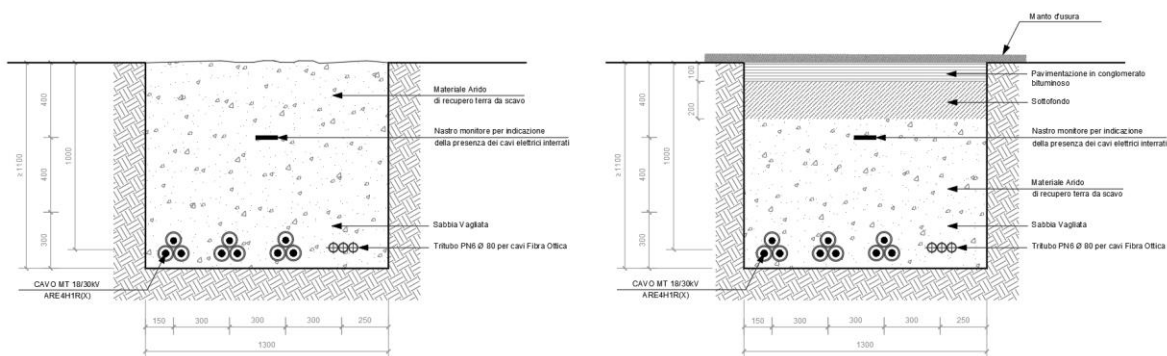 Materiale Arido
di recupero terra da scavo
Nastro monitore per indicazione
della presenza dei cavi elettrici interrati
Sabbia Vagliata
Tritubo PN6 Ø 80 per cavi Fibra Ottica
CAVO MT 18/30kV
ARE4H1R(X)
≥1100
400
400
300
1000
150
300
300
300
250
1300
Manto d'usura
Pavimentazione in conglomerato
bituminoso
Sottofondo
Nastro monitore per indicazione
della presenza dei cavi elettrici interrati
Materiale Arido
di recupero terra da scavo
Sabbia Vagliata
Tritubo PN6 Ø 80 per cavi Fibra Ottica
CAVO MT 18/30kV
ARE4H1R(X)
≥1100
400
400
300
1000
100
200
150
300
300
300
250
1300